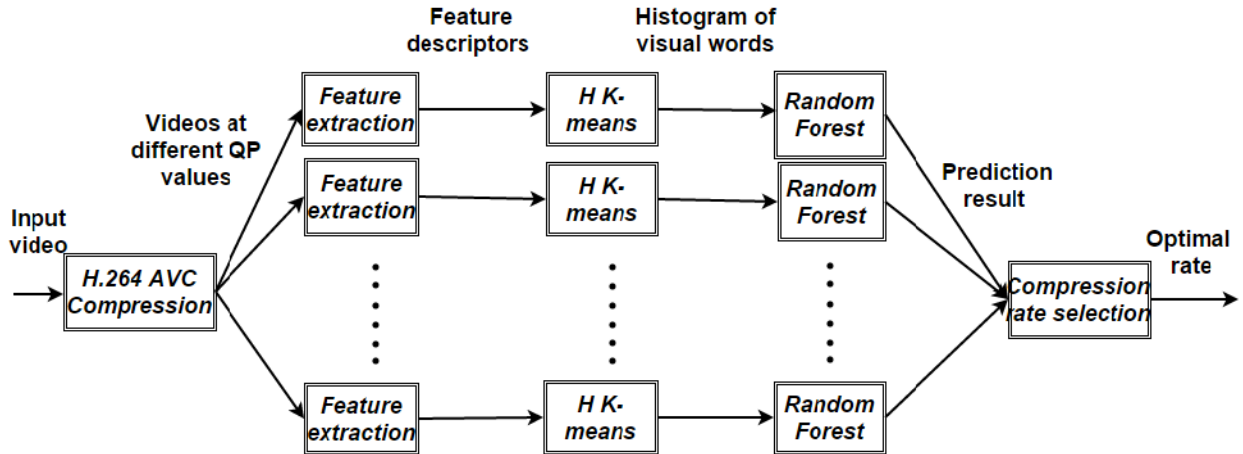 Feature
descriptors
Histogram of
visual words
Feature
extraction
H K-
means
Random
Forest
Videos at
different QP
values
Feature
extraction
H K-
means
Random
Forest
Prediction
result
Input
video
H.264 AVC
Compression
Compression
rate selection
Optimal
rate
Feature
extraction
H K-
means
Random
Forest